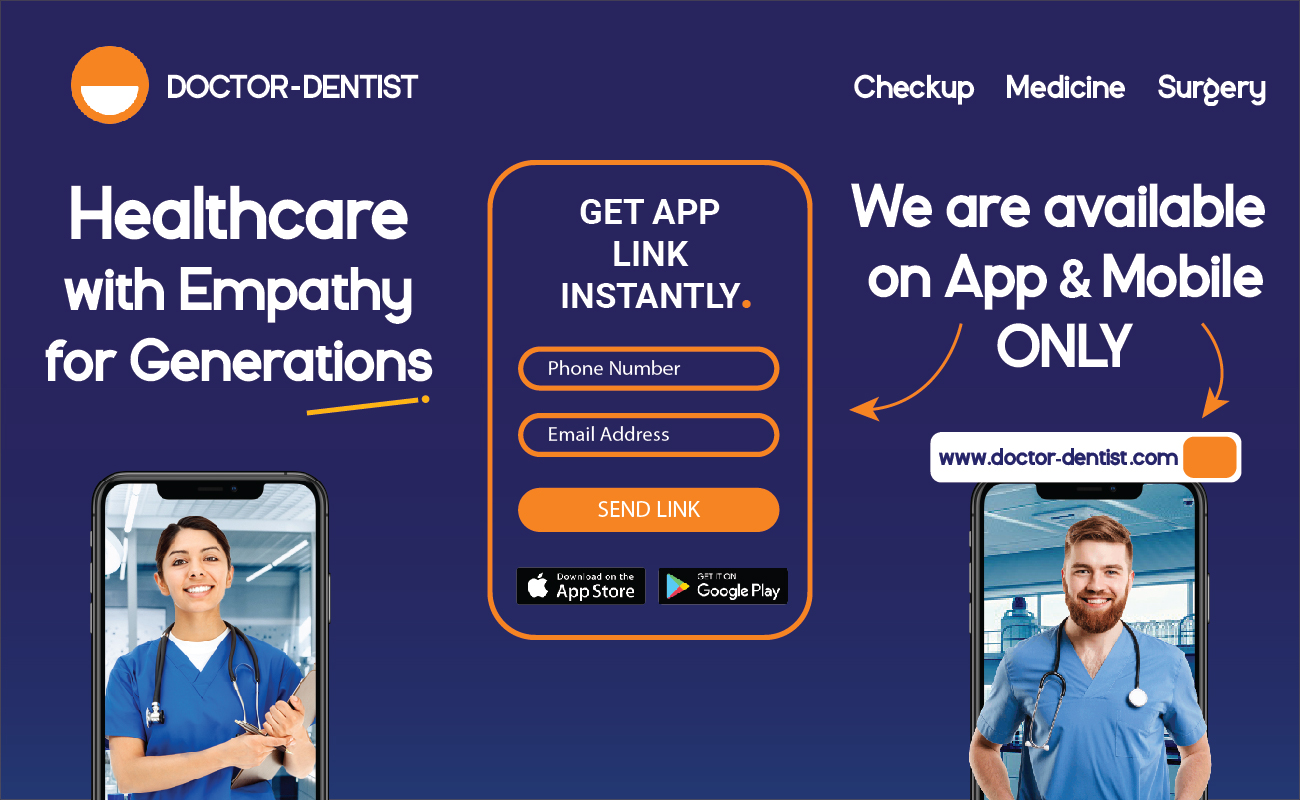 DOCTOR-DENTIST
Checkup Medicine Surgery
Healthcare
with Empathy
for Generations
GET APP
LINK
INSTANTLY.
Phone Number
Email Address
SEND LINK
Download on the
App Store
GET IT ON
Google Play
We are available
on App & Mobile
ONLY
www.doctor-dentist.com